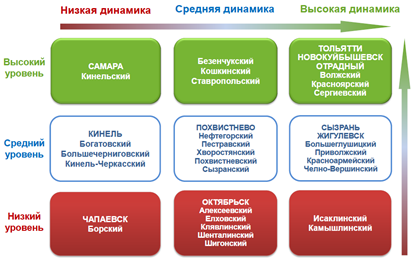 Низкая динамика
Средняя динамика
Высокая динамика
Высокий
уровень
САМАРА
Кинельский
Безенчукский
Кошкинский
Ставропольский
ТОЛЬЯТТИ
НОВОКУЙБЫШЕВСК
ОТРАДНЫЙ
Волжский
Красноярский
Сергиевский
Средний
уровень
КИНЕЛЬ
Богатовский
Большечерниговский
Кинель-Черкасский
ПОХВИСТНЕВО
Нефтегорский
Пестравский
Хворостянский
Похвистневский
Сызранский
СЫЗРАНЬ
ЖИГУЛЕВСК
Большеглушицкий
Приволжский
Красноармейский
Челно-Вершинский
Низкий
уровень
ЧАПАЕВСК
Борский
ОКТЯБРЬСК
Алексеевский
Елховский
Клявлинский
Шенталинский
Шигонский
Исаклинский
Камышлинский